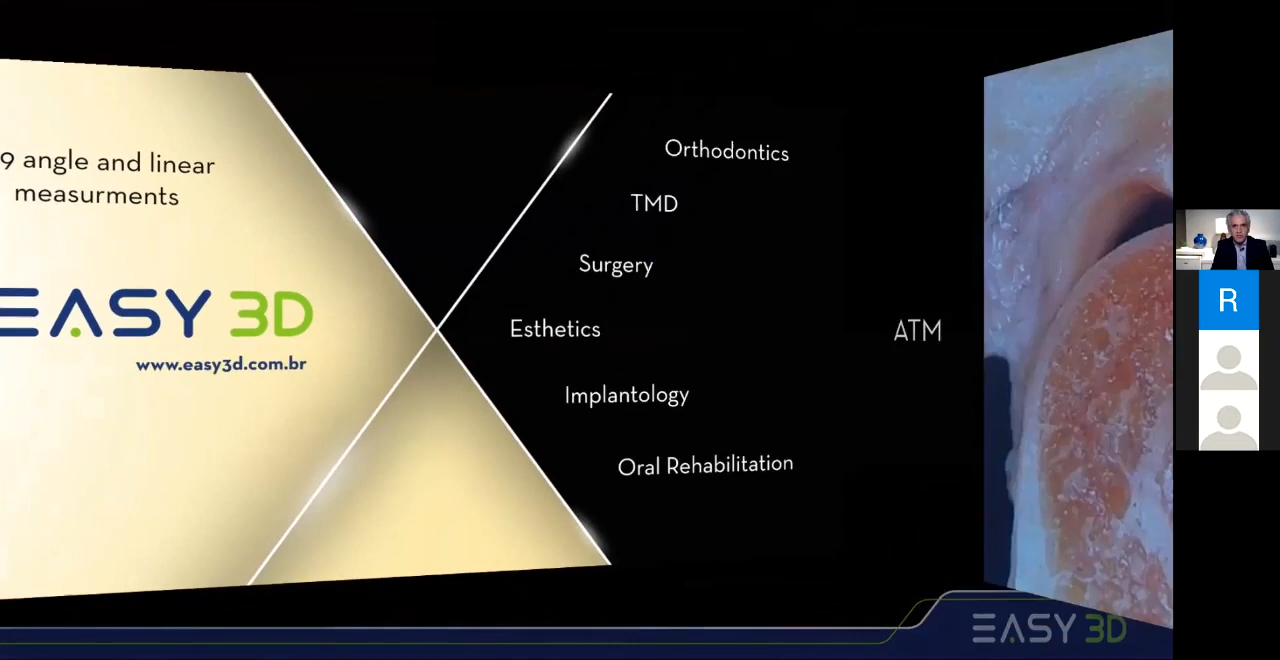 9 angle and linear
measurments
EASY 3D
www.easy3d.com.br
Orthodontics
TMD
Surgery
Esthetics
Implantology
Oral Rehabilitation
ATM
EASY 3D
R